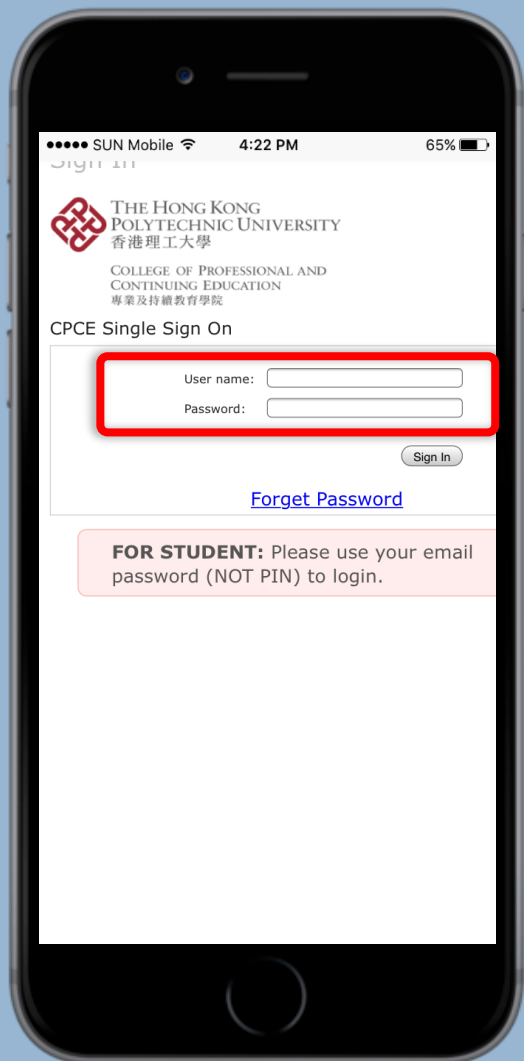 SUN Mobile 4:22 PM 65%
Sign In
THE HONG KONG
POLYTECHNIC UNIVERSITY
香港理工大學
COLLEGE OF PROFESSIONAL AND
CONTINUING EDUCATION
專業及持續教育學院
CPCE Single Sign On
User name:
Password:
Sign In
Forget Password
FOR STUDENT: Please use your email
password (NOT PIN) to login.